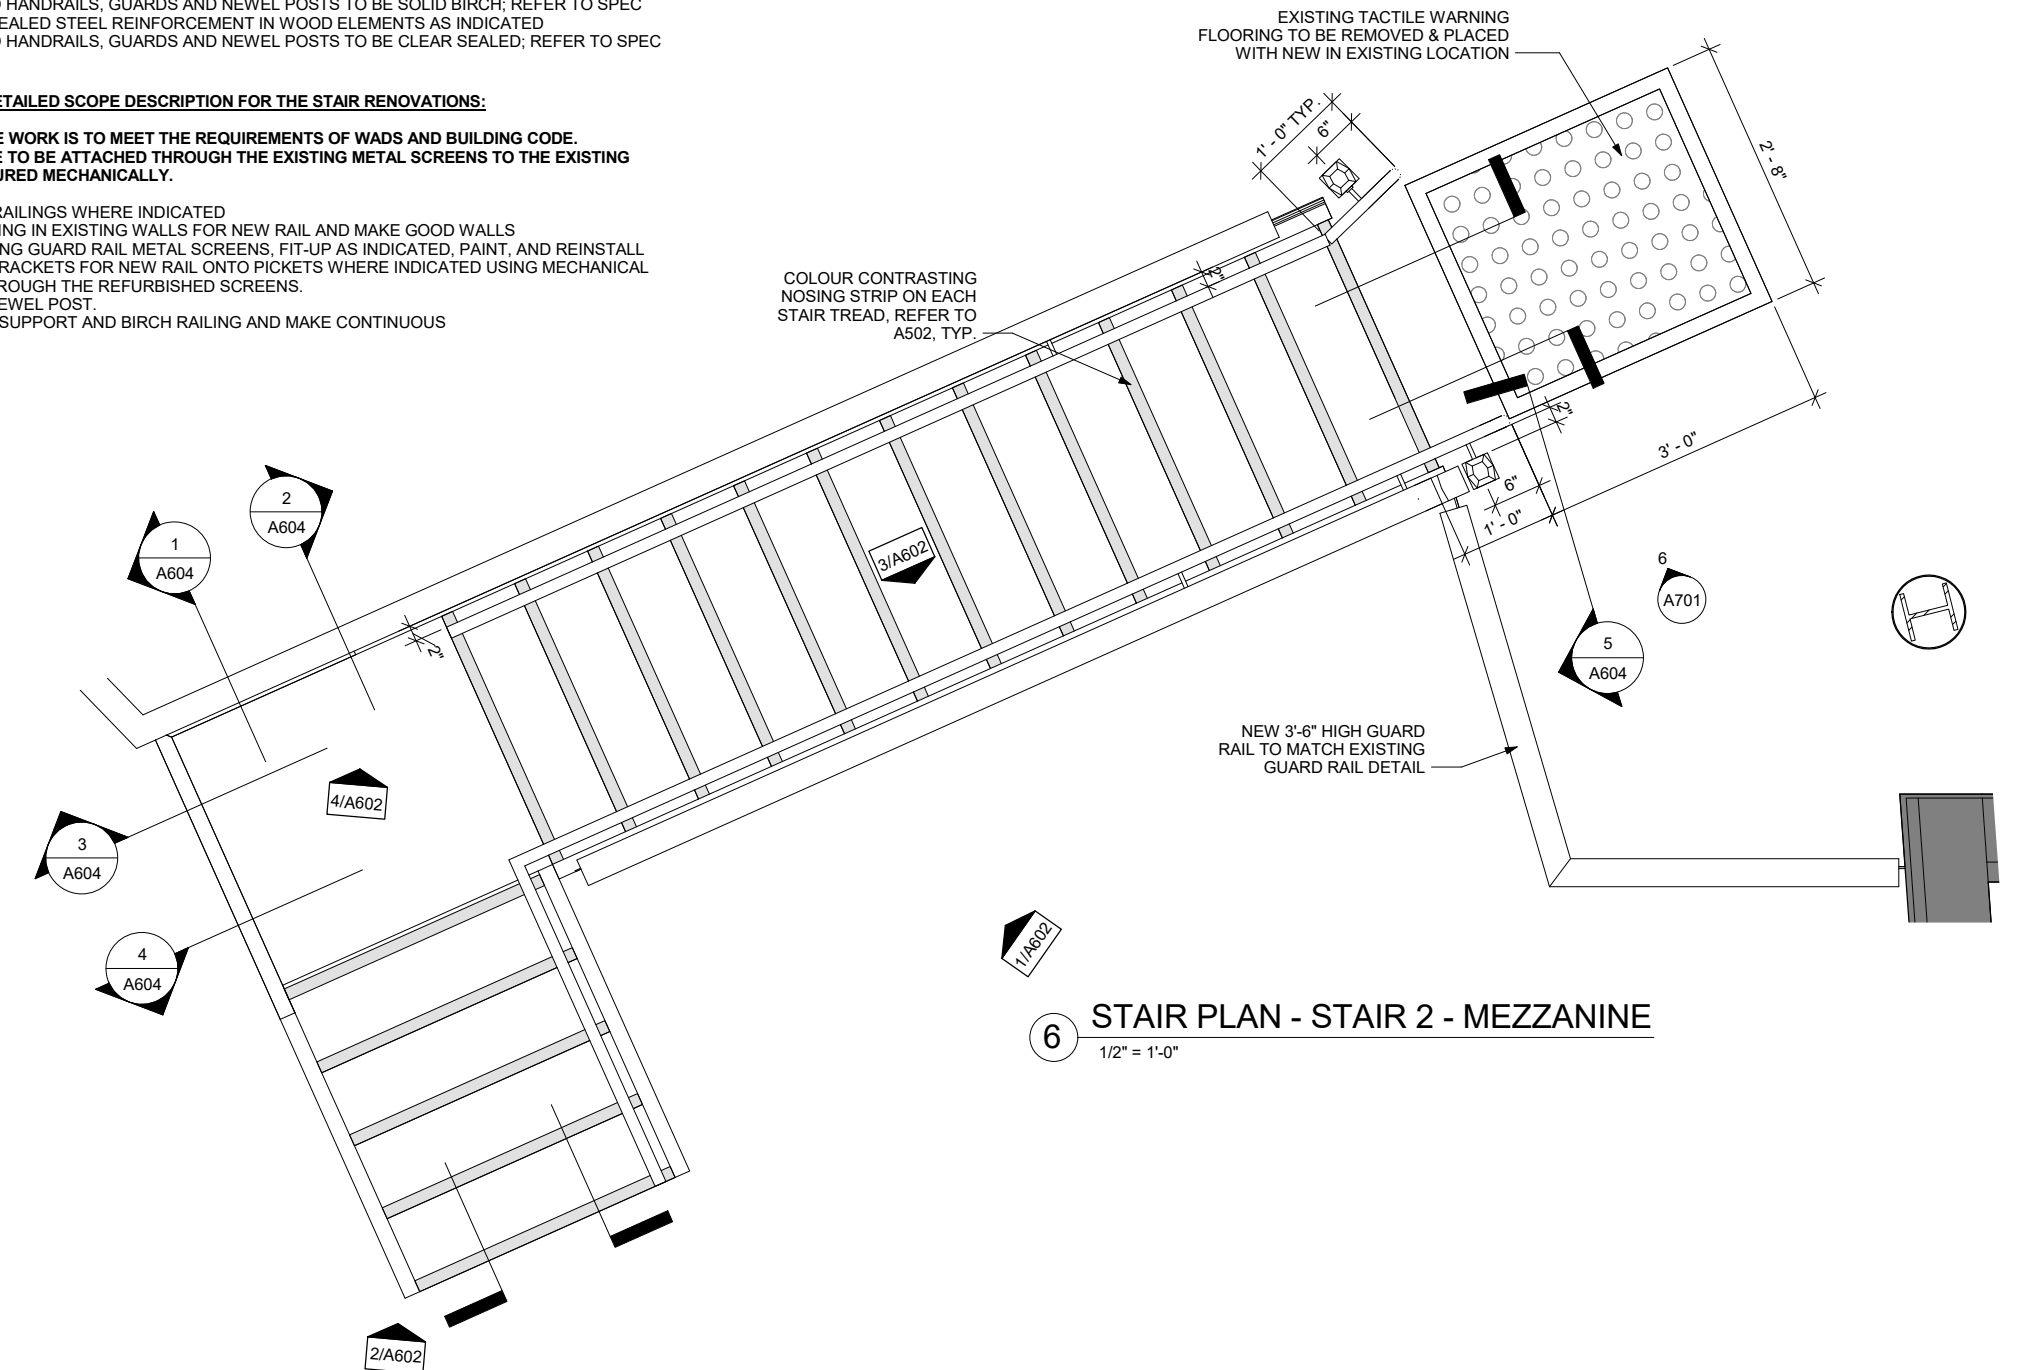 HANDRAILS, GUARDS AND NEWEL POSTS TO BE SOLID BIRCH; REFER TO SPEC
EALED STEEL REINFORCEMENT IN WOOD ELEMENTS AS INDICATED
HANDRAILS, GUARDS AND NEWEL POSTS TO BE CLEAR SEALED; REFER TO SPEC
ETAILED SCOPE DESCRIPTION FOR THE STAIR RENOVATIONS:
E WORK IS TO MEET THE REQUIREMENTS OF WADS AND BUILDING CODE.
E TO BE ATTACHED THROUGH THE EXISTING METAL SCREENS TO THE EXISTING
URED MECHANICALLY.
RAILINGS WHERE INDICATED
ING IN EXISTING WALLS FOR NEW RAIL AND MAKE GOOD WALLS
NG GUARD RAIL METAL SCREENS, FIT-UP AS INDICATED, PAINT, AND REINSTALL
RACKETS FOR NEW RAIL ONTO PICKETS WHERE INDICATED USING MECHANICAL
ROUGH THE REFURBISHED SCREENS.
EWEL POST.
SUPPORT AND BIRCH RAILING AND MAKE CONTINUOUS
EXISTING TACTILE WARNING
FLOORING TO BE REMOVED & PLACED
WITH NEW IN EXISTING LOCATION
1' - 0" TYP.
6"
2' - 8"
COLOUR CONTRASTING
NOSING STRIP ON EACH
STAIR TREAD, REFER TO
A502, TYP.
2"
2"
3' - 0"
6"
1' - 0"
2
A604
1
A604
3/A602
2"
6
A701
5
A604
NEW 3'-6" HIGH GUARD
RAIL TO MATCH EXISTING
GUARD RAIL DETAIL
4/A602
3
A604
4
A604
1/A602
6
STAIR PLAN - STAIR 2 - MEZZANINE
1/2" = 1'-0"
2/A602